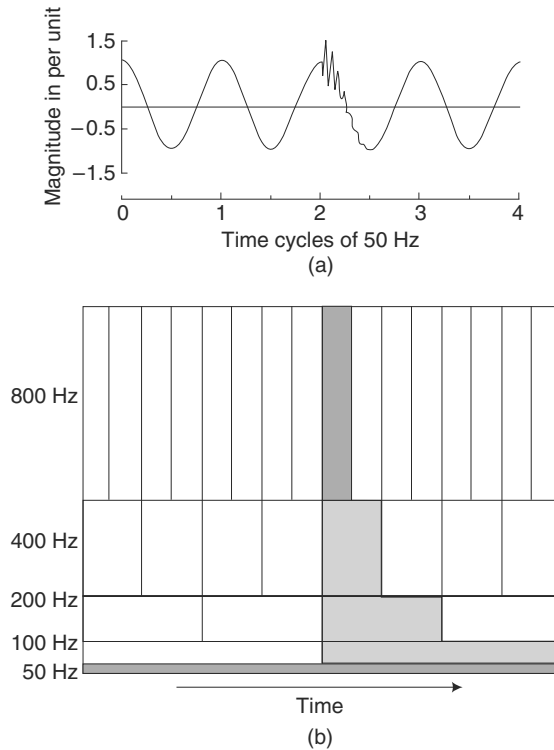 Magnitude in per unit
1.5
0.5
−0.5
−1.5
0 1 2 3 4
Time cycles of 50 Hz
(a)
800 Hz
400 Hz
200 Hz
100 Hz
50 Hz
Time
(b)